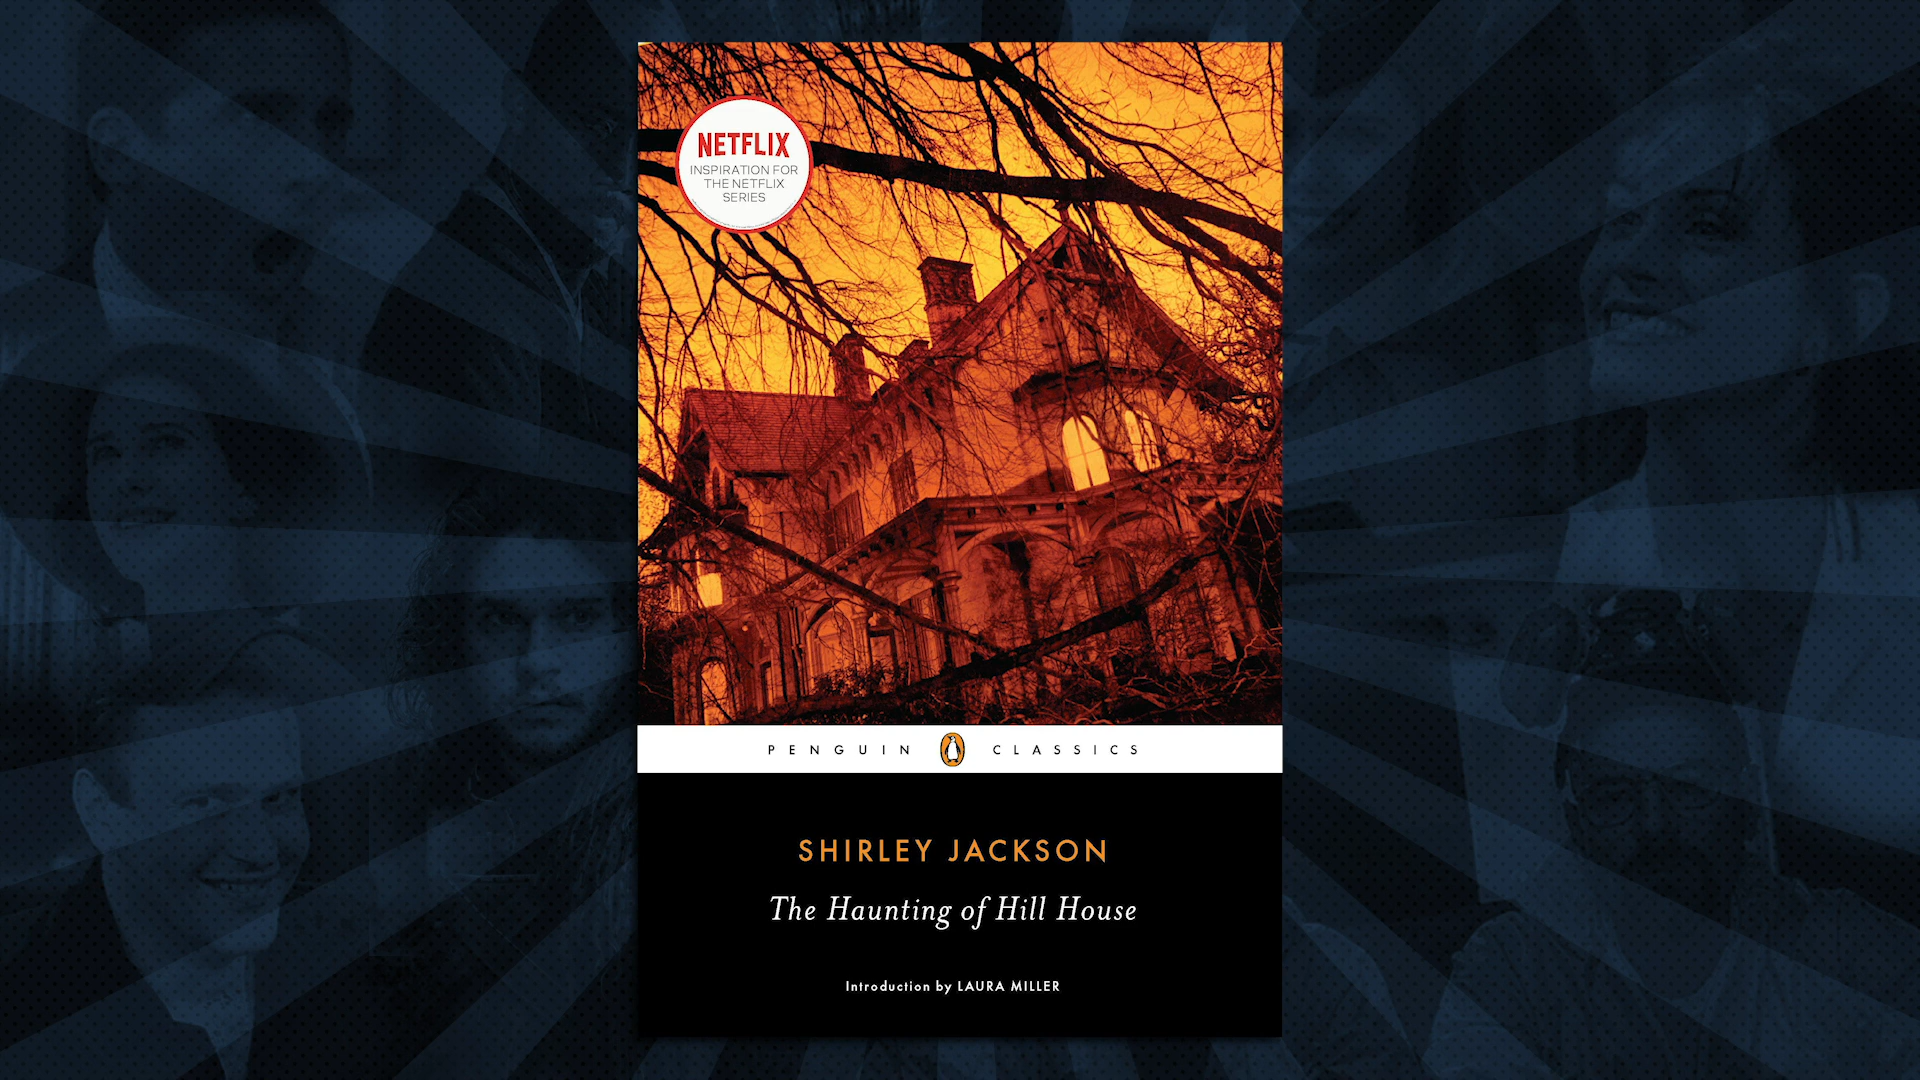 NETFLIX
INSPIRATION FOR
THE NETFLIX
SERIES
PENGUIN CLASSICS
SHIRLEY JACKSON
The Haunting of Hill House
Introduction by LAURA MILLER